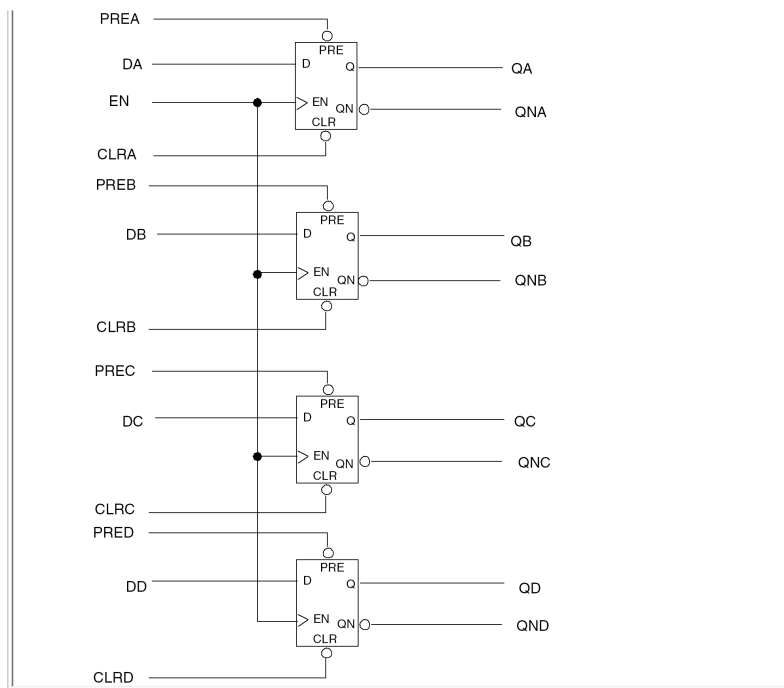 PREA
PRE
DA
D
Q
QA
EN
EN
QN
QNA
CLR
CLRA
PREB
PRE
DB
D
Q
QB
EN
QN
QNB
CLR
CLRB
PREC
PRE
DC
D
Q
QC
EN
QN
QNC
CLR
CLRC
PRED
PRE
DD
D
Q
QD
EN
QN
QND
CLR
CLRD